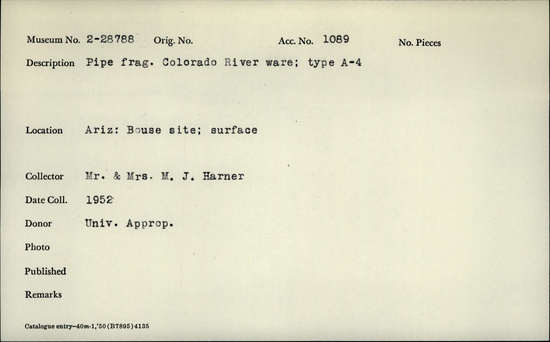 Museum No. 2-28788 Orig. No. Acc. No. 1089 No. Pieces
Description Pipe frag. Colorado River ware; type A-4
Location Ariz: Bouse site; surface
Collector Mr. & Mrs. M. J. Harner
Date Coll. 1952
Donor Univ. Approp.
Photo
Published
Remarks
Catalogue entry—40m-1,'50 (B7895) 4135